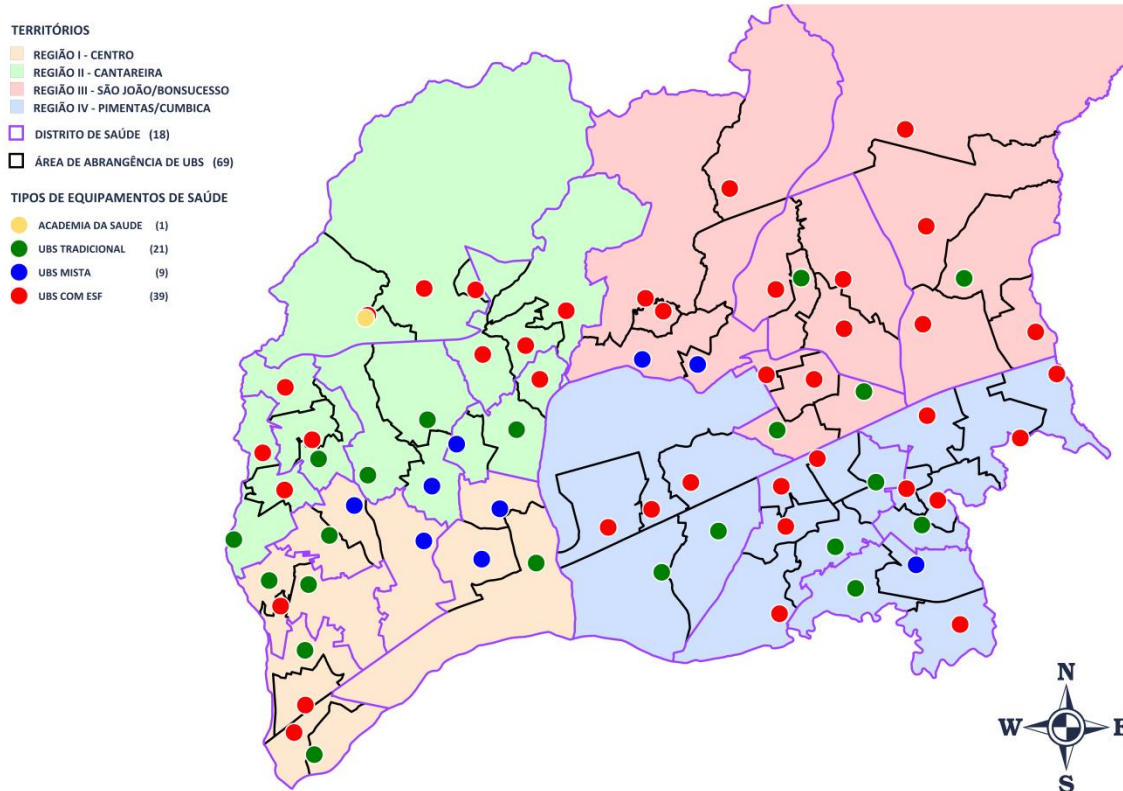 TERRITÓRIOS
REGIÃO I - CENTRO
REGIÃO II - CANTAREIRA
REGIÃO III - SÃO JOÃO/BONSUCESSO
REGIÃO IV - PIMENTAS/CUMBICA
DISTRITO DE SAÚDE (18)
ÁREA DE ABRANGÊNCIA DE UBS (69)
TIPOS DE EQUIPAMENTOS DE SAÚDE
ACADEMIA DA SAUDE (1)
UBS TRADICIONAL (21)
UBS MISTA (9)
UBS COM ESF (39)
N
W E
S